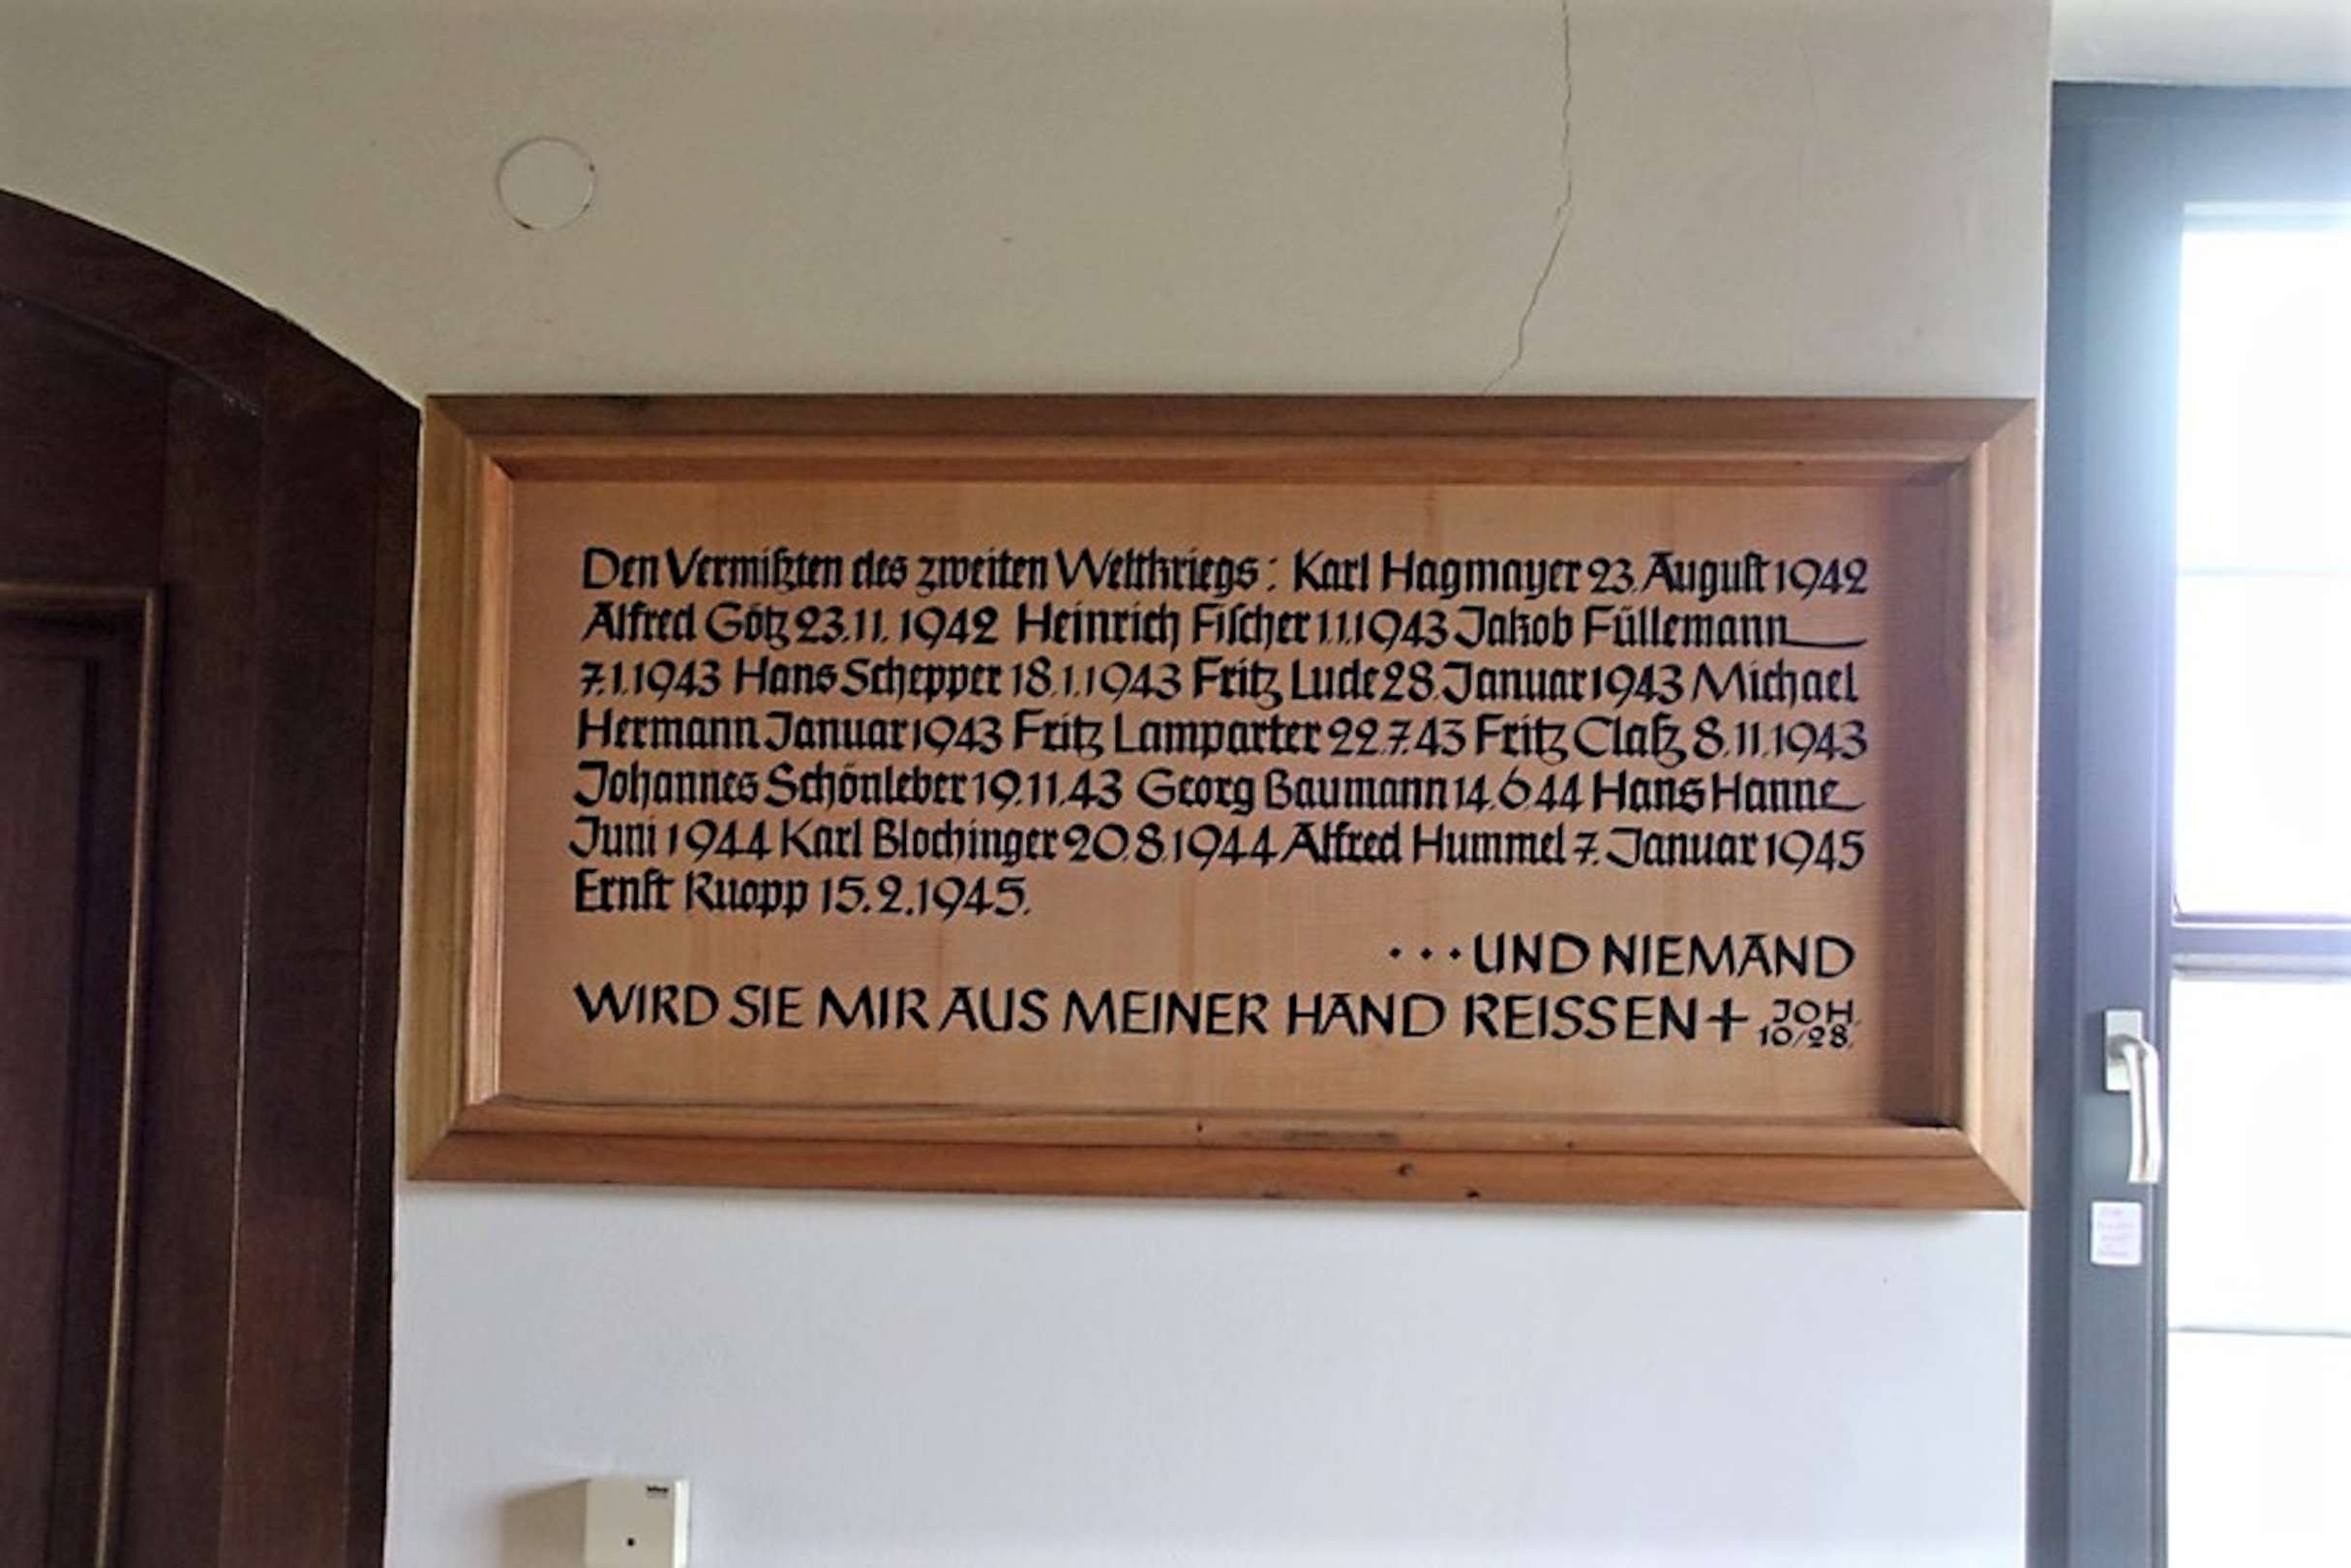 Den Vermißten des zweiten Weltkriegs: Karl Hagmayer 23. August 1942
Alfred Götz 23.11.1942 Heinrich Fischer 1.1.1943 Jakob Füllemann
7.1.1943 Hans Schepper 18.1.1943 Fritz Lude 28. Januar 1943 Michael
Hermann Januar 1943 Fritz Lamparter 22.7.43 Fritz Claß 8.11.1943
Johannes Schönleber 19.11.43 Georg Baumann 14.6.44 Hans Hanne
Juni 1944 Karl Blochinger 20.8.1944 Alfred Hummel 7. Januar 1945
Ernst Ruopp 15.2.1945.
...UND NIEMAND
WIRD SIE MIR AUS MEINER HAND REISSEN + JOH.
10/28.